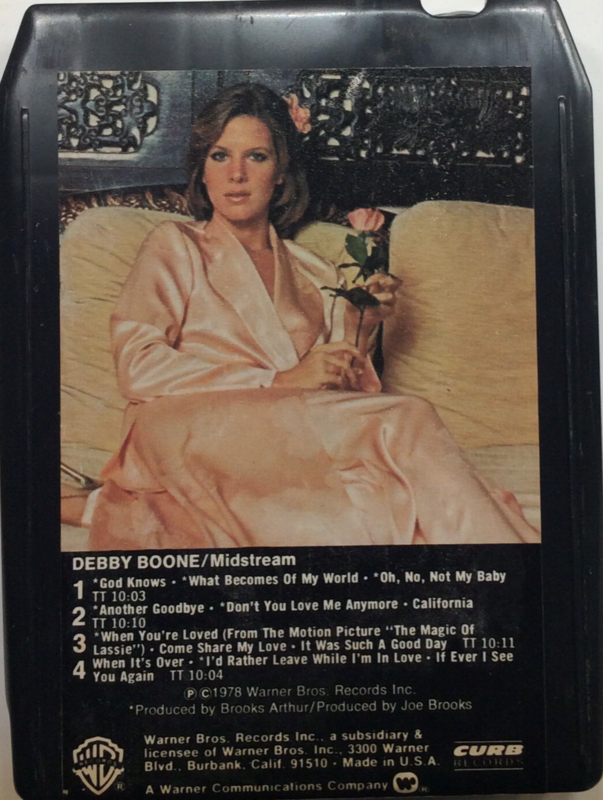 DEBBY BOONE/Midstream
1 *God Knows • *What Becomes Of My World • *Oh, No, Not My Baby
TT 10:03
2 *Another Goodbye • *Don't You Love Me Anymore • California
TT 10:10
3 *When You're Loved (From The Motion Picture "The Magic Of
Lassie") • Come Share My Love • It Was Such A Good Day TT 10:11
4 When It's Over • *I'd Rather Leave While I'm In Love • If Ever I See
You Again TT 10:04
℗ ©1978 Warner Bros. Records Inc.
*Produced by Brooks Arthur/Produced by Joe Brooks
Warner Bros. Records Inc., a subsidiary &
licensee of Warner Bros. Inc., 3300 Warner
Blvd., Burbank, Calif. 91510 • Made in U.S.A.
A Warner Communications Company
WB ®
CURB
RECORDS